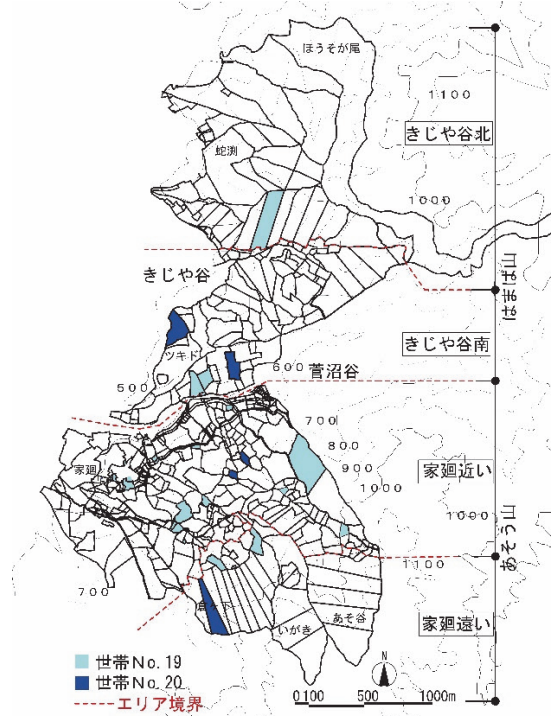 ほうそが尾
1100
きじや谷北
蛇渕
1000
きじや谷
はまば山
ツキド
きじや谷南
600
菅沼谷
500
700
800
家廻
900
家廻近い
1000
1000
あそう山
1100
700
あそ谷
家廻遠い
いがき
世帯No.19
世帯No.20
エリア境界
N
0 100 500 1000m